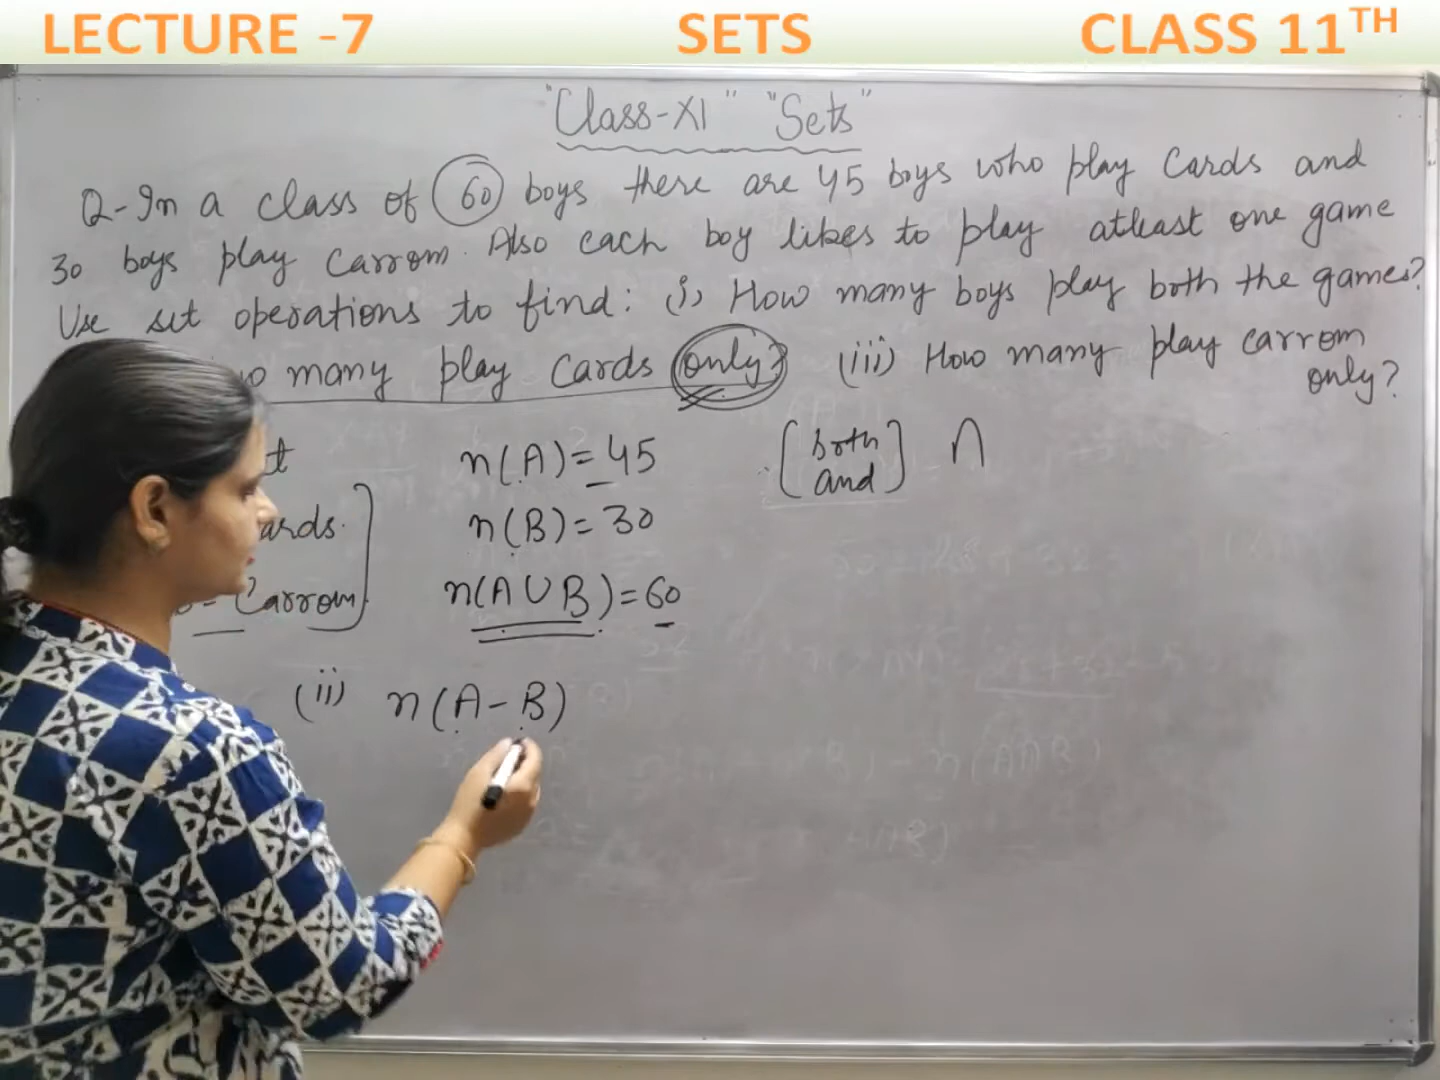 LECTURE -7 SETS CLASS 11TH
"Class-XI" "Sets"
Q-In a class of 60 boys there are 45 boys who play Cards and
30 boys play carrom. Also each boy likes to play atleast one game
Use set operations to find: (i) How many boys play both the games?
many play cards only? (iii) How many play carrom
only?
n(A)=45 [both and] ∩
n(B)=30
Carrom
n(A∪B)=60
(ii) n(A-B)